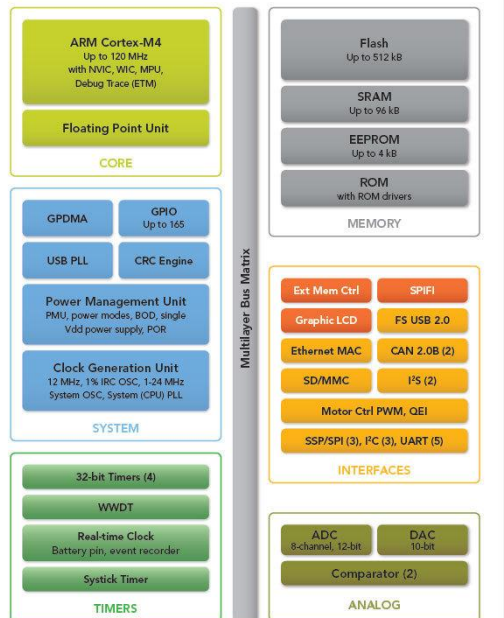 ARM Cortex-M4
Up to 120 MHz
with NVIC, WIC, MPU,
Debug Trace (ETM)
Floating Point Unit
CORE
GPDMA
GPIO
Up to 165
USB PLL
CRC Engine
Power Management Unit
PMU, power modes, BOD, single
Vdd power supply, POR
Clock Generation Unit
12 MHz, 1% IRC OSC, 1-24 MHz
System OSC, System (CPU) PLL
SYSTEM
32-bit Timers (4)
WWDT
Real-time Clock
Battery pin, event recorder
Systick Timer
TIMERS
Multilayer Bus Matrix
Flash
Up to 512 kB
SRAM
Up to 96 kB
EEPROM
Up to 4 kB
ROM
with ROM drivers
MEMORY
Ext Mem Ctrl
SPIFI
Graphic LCD
FS USB 2.0
Ethernet MAC
CAN 2.0B (2)
SD/MMC
I²S (2)
Motor Ctrl PWM, QEI
SSP/SPI (3), I²C (3), UART (5)
INTERFACES
ADC
8-channel, 12-bit
DAC
10-bit
Comparator (2)
ANALOG